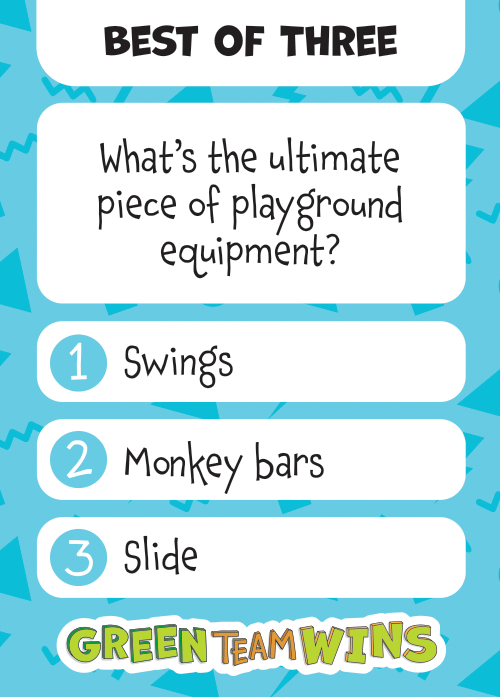 BEST OF THREE
What's the ultimate
piece of playground
equipment?
1 Swings
2 Monkey bars
3 Slide
GREEN TEAM WINS